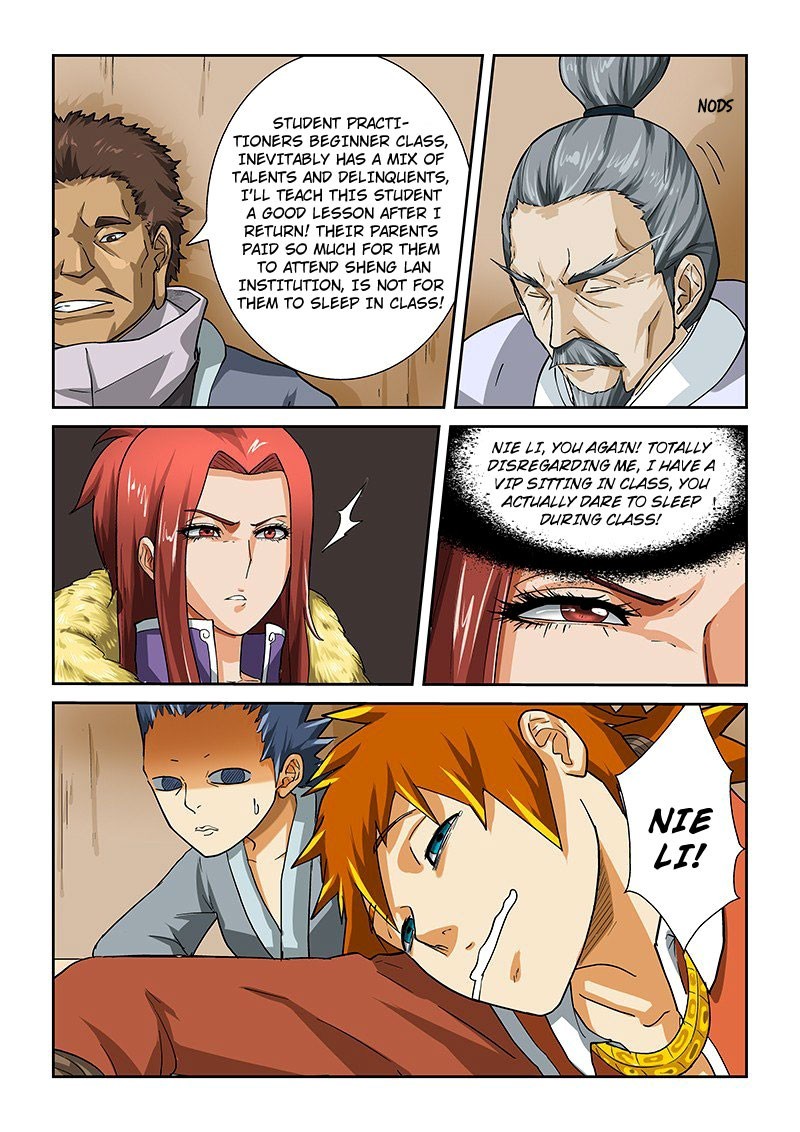 STUDENT PRACTI-
TIONERS BEGINNER CLASS,
INEVITABLY HAS A MIX OF
TALENTS AND DELINQUENTS,
I'LL TEACH THIS STUDENT
A GOOD LESSON AFTER I
RETURN! THEIR PARENTS
PAID SO MUCH FOR THEM
TO ATTEND SHENG LAN
INSTITUTION, IS NOT FOR
THEM TO SLEEP IN CLASS!
NODS
NIE LI, YOU AGAIN! TOTALLY
DISREGARDING ME, I HAVE A
VIP SITTING IN CLASS, YOU
ACTUALLY DARE TO SLEEP
DURING CLASS!
NIE
LI!